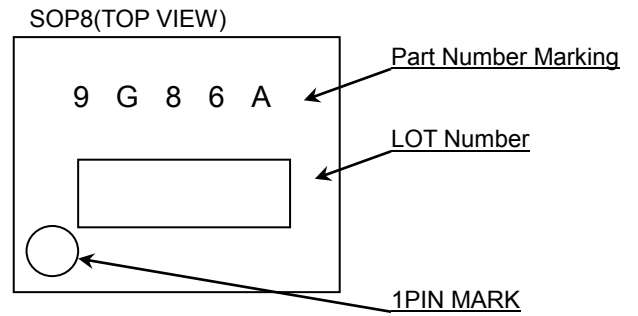 SOP8(TOP VIEW)
Part Number Marking
9 G 8 6 A
LOT Number
1PIN MARK